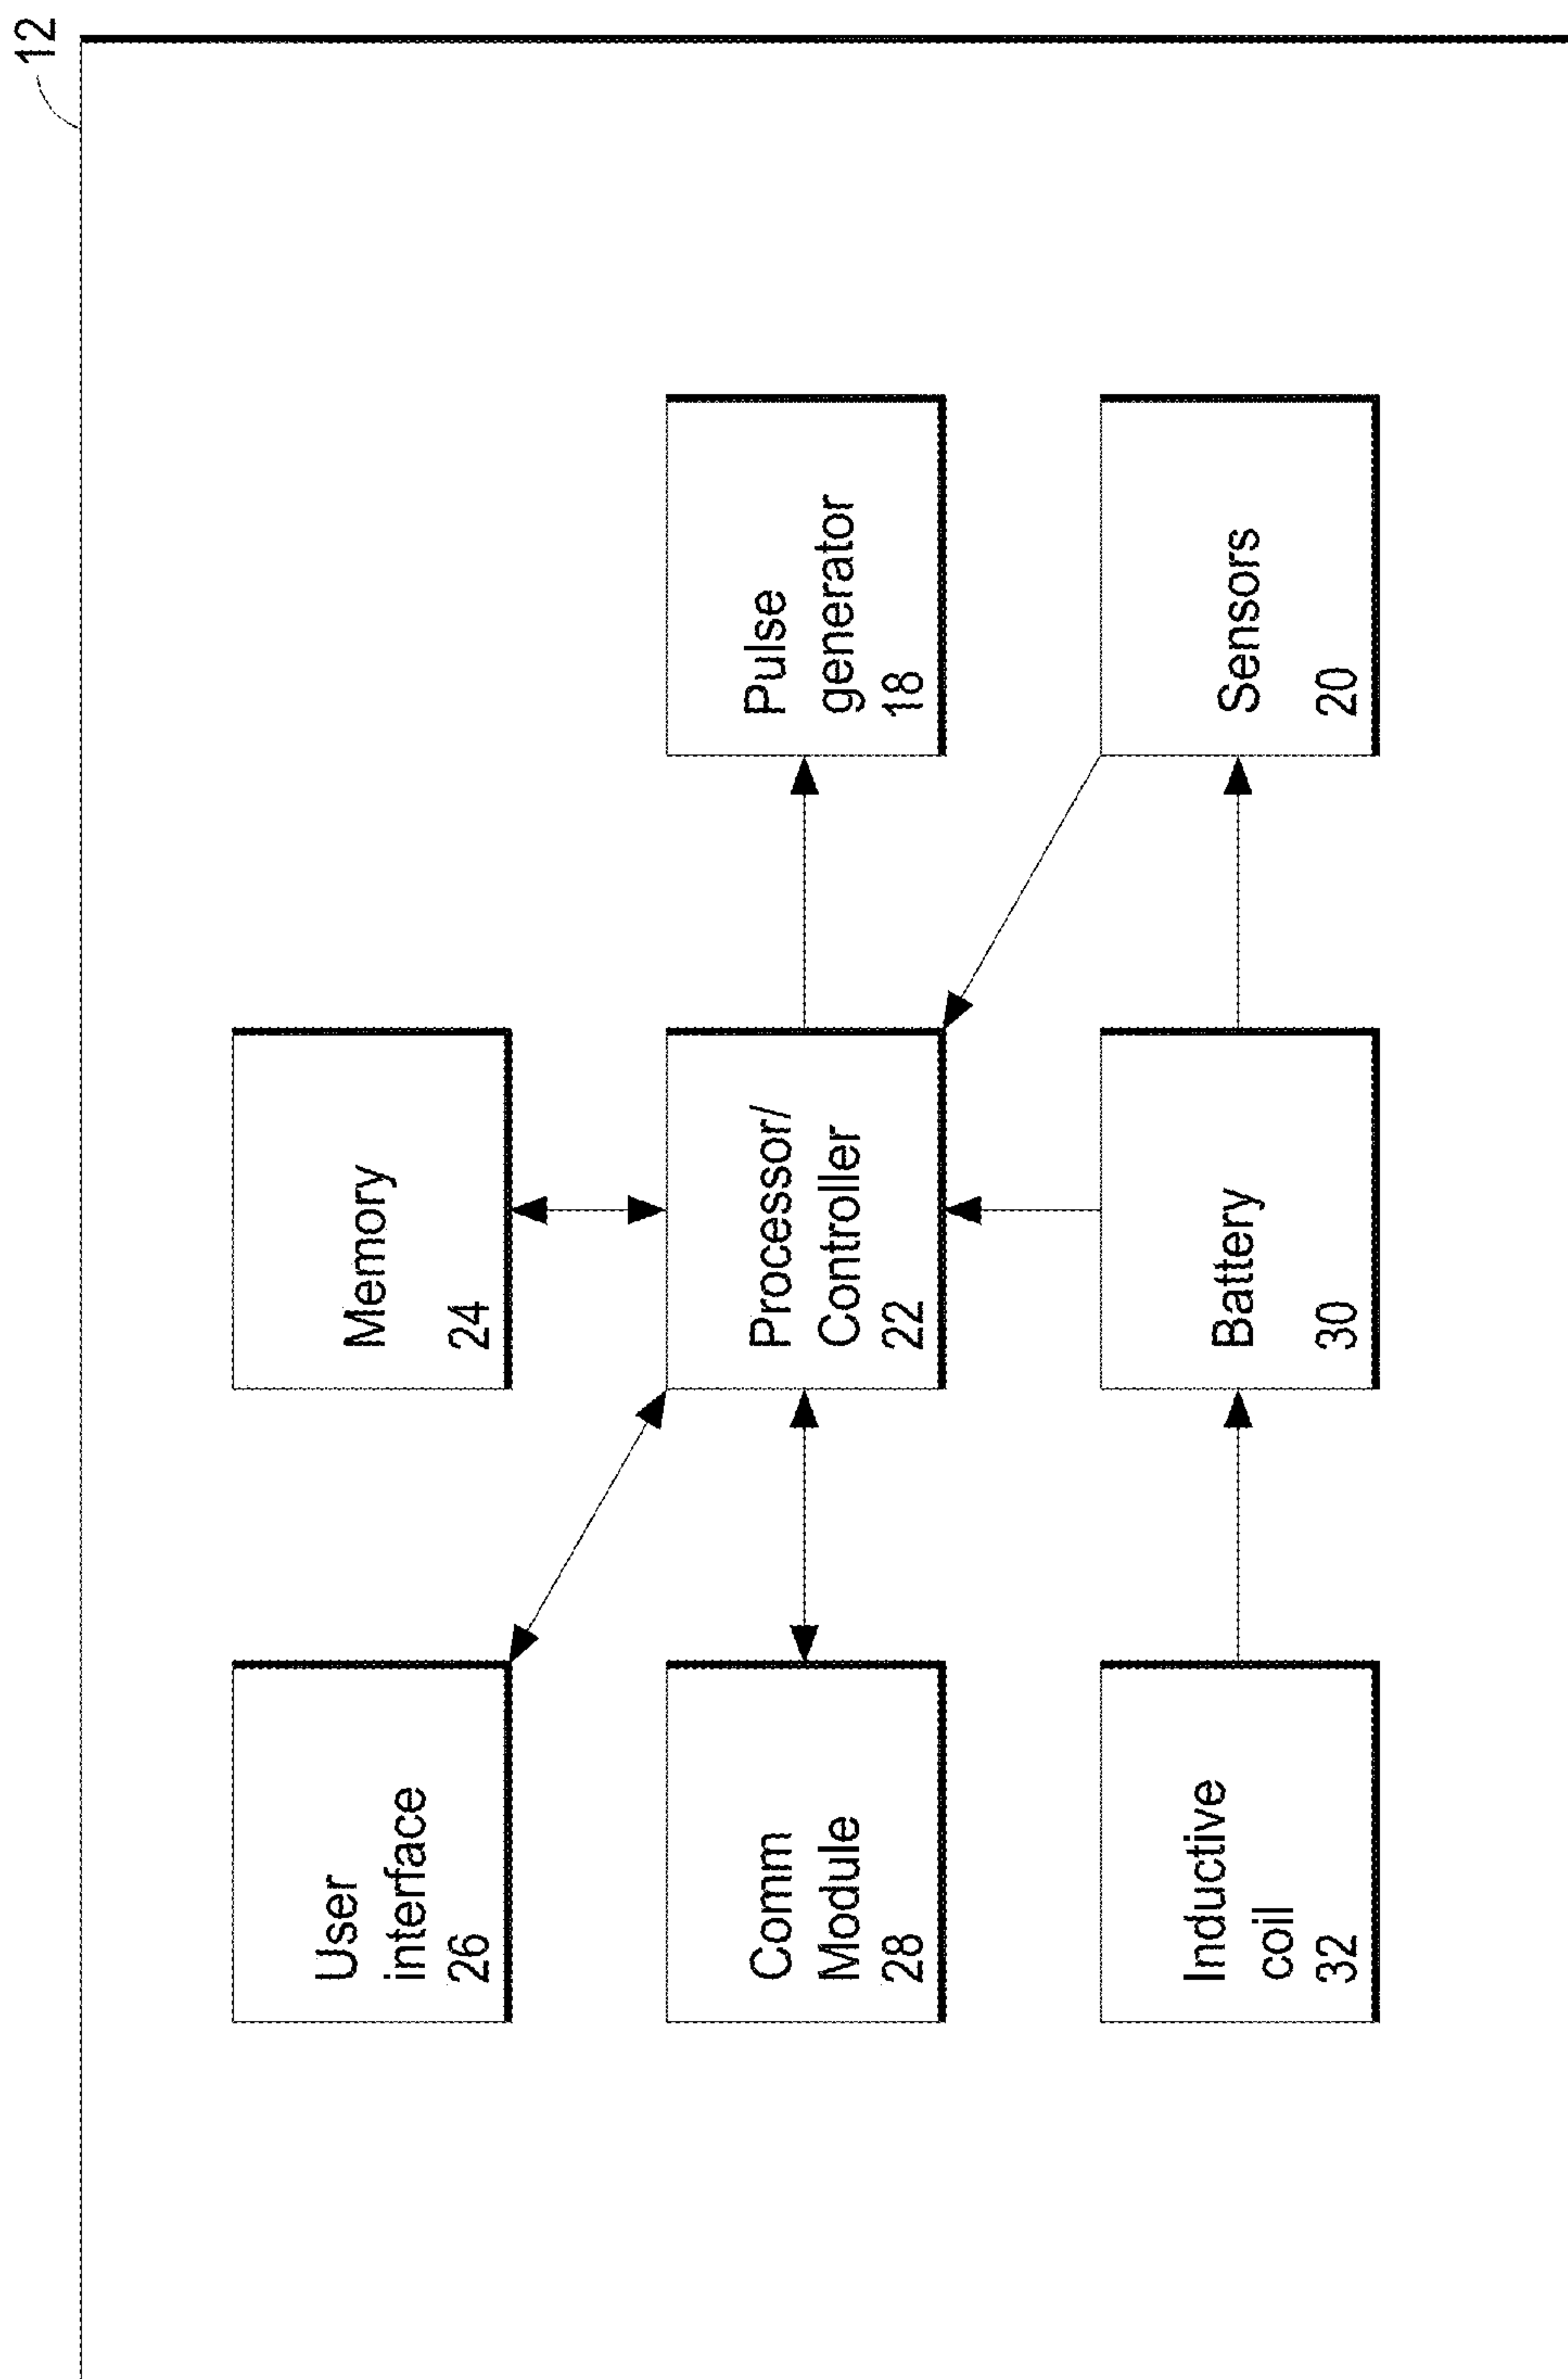 12
User
interface
26
Memory
24
Comm
Module
28
Processor/
Controller
22
Pulse
generator
18
Inductive
coil
32
Battery
30
Sensors
20